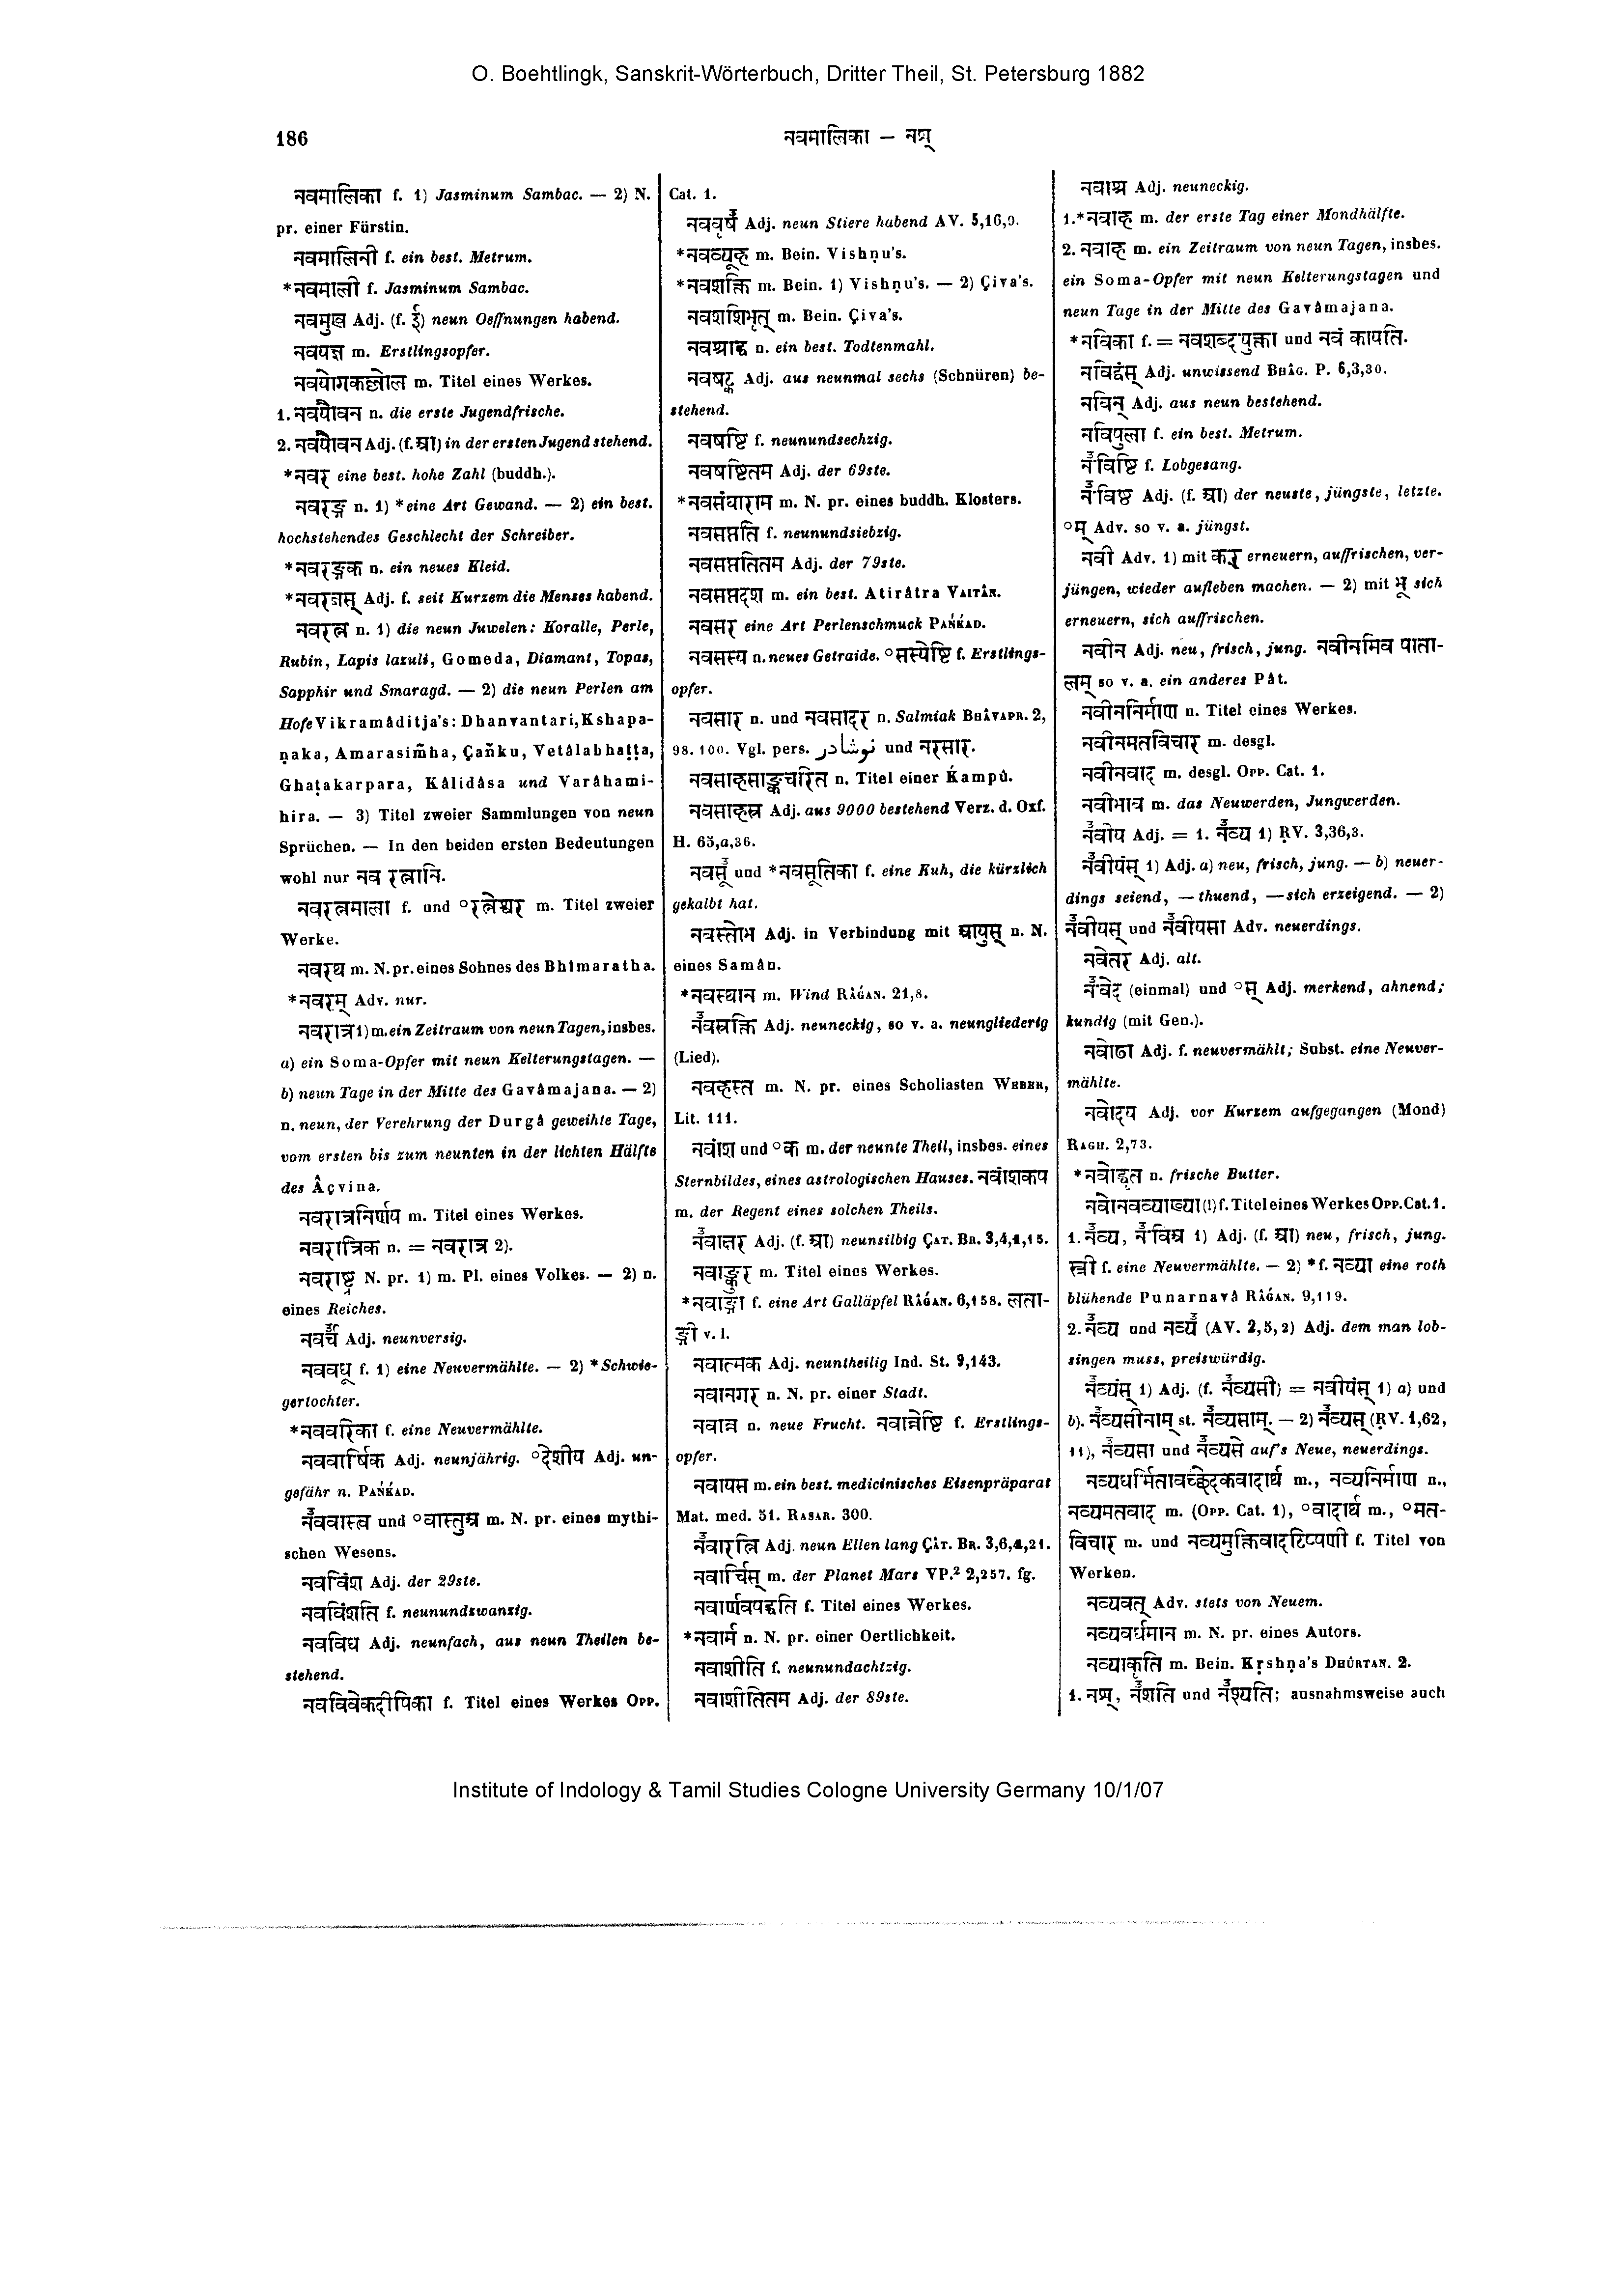 O. Boehtlingk, Sanskrit-Wörterbuch, Dritter Theil, St. Petersburg 1882
186
नवमालिका — नश्
नवमालिका f. 1) Jasminum Sambac. — 2) N.
pr. einer Fürstin.
नवमालिनी f. ein best. Metrum.
*नवमाली f. Jasminum Sambac.
नवमुख Adj. (f. ई) neun Oeffnungen habend.
नवयज्ञ m. Erstlingsopfer.
नवयोगकल्लोल m. Titel eines Werkes.
1. नवयौवन n. die erste Jugendfrische.
2. नवयौवन Adj. (f. आ) in der ersten Jugend stehend.
*नवर eine best. hohe Zahl (buddh.).
नवरङ्ग n. 1) *eine Art Gewand. — 2) ein best.
hochstehendes Geschlecht der Schreiber.
*नवरङ्गक n. ein neues Kleid.
*नवरजस् Adj. f. seit Kurzem die Menses habend.
नवरत्न n. 1) die neun Juwelen: Koralle, Perle,
Rubin, Lapis lazuli, Gomeda, Diamant, Topas,
Sapphir und Smaragd. — 2) die neun Perlen am
Hofe Vikramâditja's: Dhanvantari, Kshapa-
ṇaka, Amarasiṁha, Çañku, Vetâlabhaṭṭa,
Ghaṭakarpara, Kâlidâsa und Varâhami-
hira. — 3) Titel zweier Sammlungen von neun
Sprüchen. — In den beiden ersten Bedeutungen
wohl nur नव रत्नानि.
नवरत्नमाला f. und °रत्नेश्वर m. Titel zweier
Werke.
नवरथ m. N. pr. eines Sohnes des Bhîmaratha.
*नवरम् Adv. nur.
नवरात्र 1) m. ein Zeitraum von neun Tagen, insbes.
a) ein Soma-Opfer mit neun Kelterungstagen. —
b) neun Tage in der Mitte des Gavâmajana. — 2)
n. neun, der Verehrung der Durgâ geweihte Tage,
vom ersten bis zum neunten in der lichten Hälfte
des Âçvina.
नवरात्रनिर्णय m. Titel eines Werkes.
नवरात्रिक n. = नवरात्र 2).
नवराष्ट्र N. pr. 1) m. Pl. eines Volkes. — 2) n.
eines Reiches.
नवर्च Adj. neunversig.
नववधू f. 1) eine Neuvermählte. — 2) *Schwie-
gertochter.
*नववरिका f. eine Neuvermählte.
नववार्षिक Adj. neunjährig. °देशीय Adj. un-
gefähr n. PAŃKAD.
नववास्त्व und °वास्तुअ m. N. pr. eines mythi-
schen Wesens.
नवविंश Adj. der 29ste.
नवविंशति f. neunundzwanzig.
नवविध Adj. neunfach, aus neun Theilen be-
stehend.
नवविवेकदीपिका f. Titel eines Werkes OPP.
Cat. 1.
नववृष Adj. neun Stiere habend AV. 5,16,9.
*नवव्यूह m. Bein. Vishṇu's.
*नवशक्ति m. Bein. 1) Vishṇu's. — 2) Çiva's.
नवशशिभृत् m. Bein. Çiva's.
नवश्राद्ध n. ein best. Todtenmahl.
नवषट्क Adj. aus neunmal sechs (Schnüren) be-
stehend.
नवषष्टि f. neunundsechzig.
नवषष्टितम Adj. der 69ste.
*नवसंघाराम m. N. pr. eines buddh. Klosters.
नवसप्तति f. neunundsiebzig.
नवसप्ततितम Adj. der 79ste.
नवसप्तदश m. ein best. Atirâtra VAITÂN.
नवसर eine Art Perlenschmuck PAŃKAD.
नवसस्य n. neues Getraide. °सस्येष्टि f. Erstlings-
opfer.
नवसार n. und नवसादर n. Salmiak BHÂVAPR. 2,
98. 100. Vgl. pers. نوشادر und नरसार.
नवसाहसाङ्कचरित n. Titel einer Kampû.
नवसाहस्र Adj. aus 9000 bestehend Verz. d. Oxf.
H. 65,a,36.
नवसू und *नवसूतिका f. eine Kuh, die kürzlich
gekalbt hat.
नवस्तोभ Adj. in Verbindung mit आयुस् n. N.
eines Saman.
*नवस्थान m. Wind RÂǴAN. 21,8.
नवस्रक्ति Adj. neuneckig, so v. a. neungliederig
(Lied).
नवहस्त m. N. pr. eines Scholiasten WEBER,
Lit. 111.
नवांश und °क m. der neunte Theil, insbes. eines
Sternbildes, eines astrologischen Hauses. नवांशकप
m. der Regent eines solchen Theils.
नवाक्षर Adj. (f. आ) neunsilbig ÇAT. BR. 3,4,1,15.
नवाङ्कुर m. Titel eines Werkes.
*नवाङ्गा f. eine Art Galläpfel RÂǴAN. 6,158. लता-
ङ्गी v. l.
नवात्मक Adj. neuntheilig Ind. St. 9,143.
नवानगर n. N. pr. einer Stadt.
नवान्न n. neue Frucht. नवान्नेष्टि f. Erstlings-
opfer.
नवायस m. ein best. medicinisches Eisenpräparat
Mat. med. 51. RASAR. 300.
नवारत्नि Adj. neun Ellen lang ÇAT. BR. 3,6,4,21.
नवार्चिस् m. der Planet Mars VP.² 2,257. fg.
नवार्णवपद्धति f. Titel eines Werkes.
*नवार्म n. N. pr. einer Oertlichkeit.
नवाशीति f. neunundachtzig.
नवाशीतितम Adj. der 89ste.
नवाश्र Adj. neuneckig.
1.*नवाह m. der erste Tag einer Mondhälfte.
2. नवाह m. ein Zeitraum von neun Tagen, insbes.
ein Soma-Opfer mit neun Kelterungstagen und
neun Tage in der Mitte des Gavâmajana.
*नविका f. = नवशब्दयुक्ता und नवं कायति.
नविद्वंस् Adj. unwissend BHÂG. P. 6,3,30.
नविन् Adj. aus neun bestehend.
नविपुला f. ein best. Metrum.
नविष्टि f. Lobgesang.
नविष्ठ Adj. (f. आ) der neuste, jüngste, letzte.
°म् Adv. so v. a. jüngst.
नवी Adv. 1) mit कर् erneuern, auffrischen, ver-
jüngen, wieder aufleben machen. — 2) mit भू sich
erneuern, sich auffrischen.
नवीन Adj. neu, frisch, jung. नवीनमिव पाता-
लम् so v. a. ein anderes Pât.
नवीननिर्माण n. Titel eines Werkes.
नवीनमतविचार m. desgl.
नवीनवाद m. desgl. OPP. Cat. 1.
नवीभाव m. das Neuwerden, Jungwerden.
नवीय Adj. = 1. नव्य 1) ṚV. 3,36,3.
नवीयंस् 1) Adj. a) neu, frisch, jung. — b) neuer-
dings seiend, — thuend, — sich erzeigend. — 2)
नवीयस् und नवीयसा Adv. neuerdings.
नवेतर Adj. alt.
नवेद (einmal) und °स् Adj. merkend, ahnend;
kundig (mit Gen.).
नवोढा Adj. f. neuvermählt; Subst. eine Neuver-
mählte.
नवोदय Adj. vor Kurzem aufgegangen (Mond)
RAGH. 2,73.
*नवोद्धृत n. frische Butter.
नवोनवव्याख्या (!) f. Titel eines Werkes OPP. Cat. 1.
1. नव्य, नविअ 1) Adj. (f. आ) neu, frisch, jung.
स्त्री f. eine Neuvermählte. — 2) *f. नव्या eine roth
blühende Punarnavâ RÂǴAN. 9,119.
2. नव्य und नव्य (AV. 2,5,2) Adj. dem man lob-
singen muss, preiswürdig.
नव्यंस् 1) Adj. (f. नव्यसी) = नवीयंस् 1) a) und
b). नव्यसीनाम् st. नव्यसाम्. — 2) नव्यस् (ṚV. 1,62,
11), नव्यसा und नव्यसे auf's Neue, neuerdings.
नव्यधर्मितावच्छेदकवादार्थ m., नव्यनिर्माण n.,
नव्यमतवाद m. (OPP. Cat. 1), °वादार्थ m., °मत-
विचार m. und नव्यमुक्तिवादटिप्पणी f. Titel von
Werken.
नव्यवत् Adv. stets von Neuem.
नव्यवर्धमान m. N. pr. eines Autors.
नव्याकृति m. Bein. Kṛshṇa's DHÛRTAN. 2.
1. नश्, नशति und नश्यति; ausnahmsweise auch
Institute of Indology & Tamil Studies Cologne University Germany 10/1/07